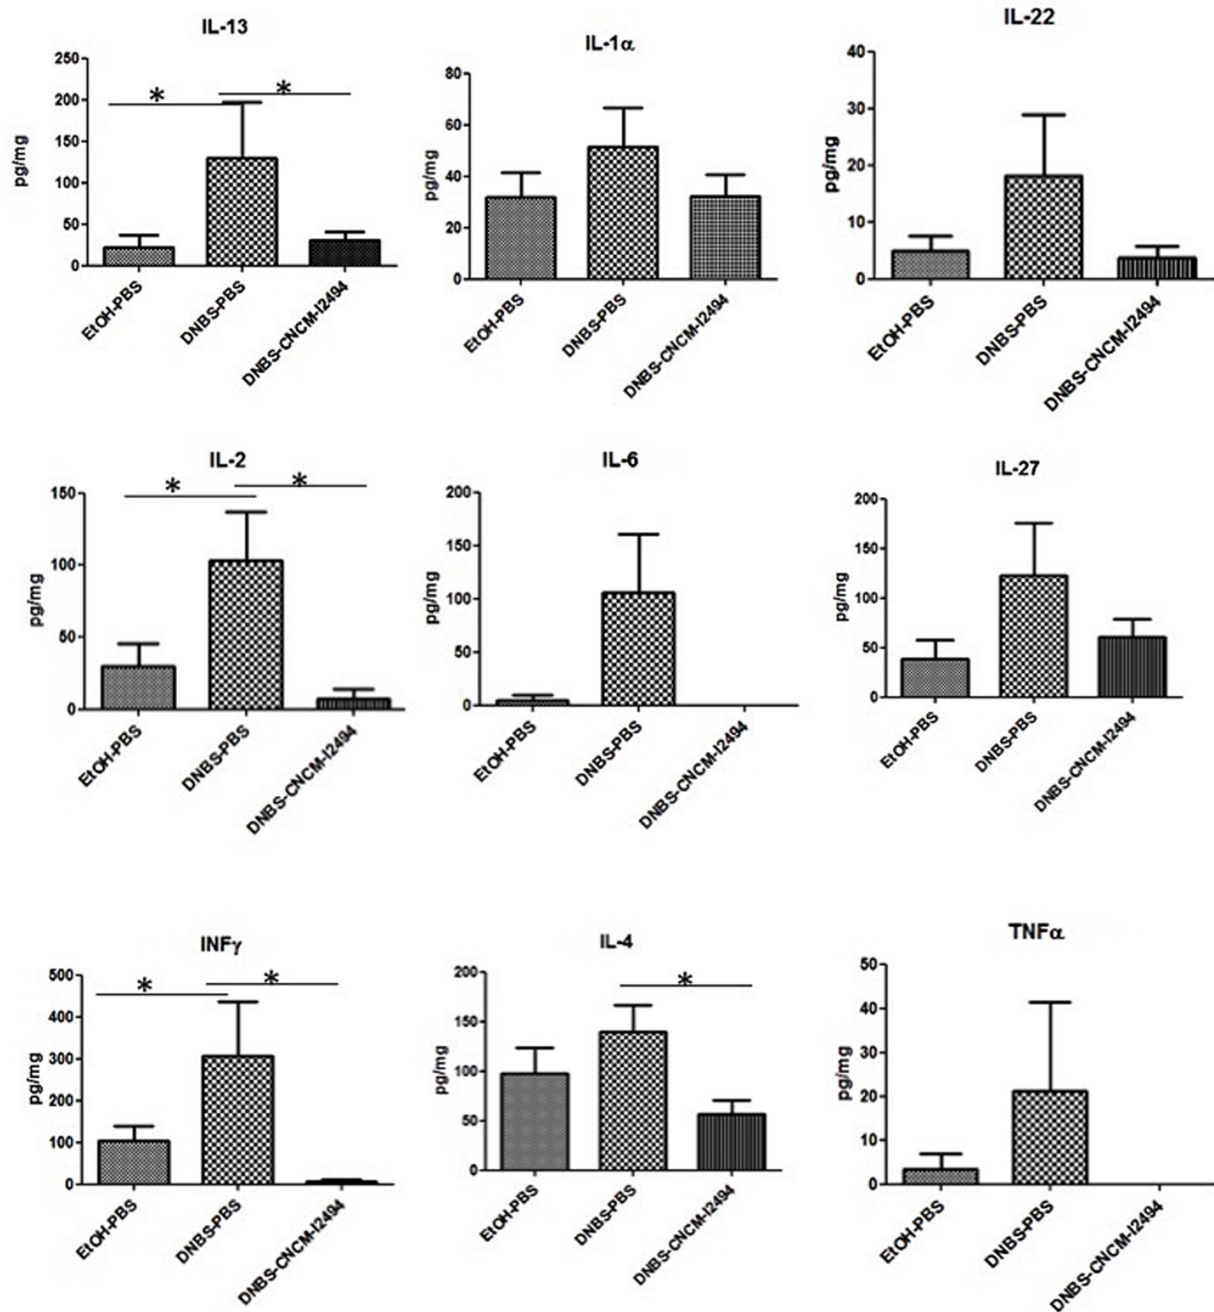 IL-13
250
200
150
100
50
0
pg/mg
* *
EtOH-PBS
DNBS-PBS
DNBS-CNCM-I2494
IL-1α
80
60
40
20
0
pg/mg
EtOH-PBS
DNBS-PBS
DNBS-CNCM-I2494
IL-22
40
30
20
10
0
pg/mg
EtOH-PBS
DNBS-PBS
DNBS-CNCM-I2494
IL-2
150
100
50
0
pg/mg
* *
EtOH-PBS
DNBS-PBS
DNBS-CNCM-I2494
IL-6
200
150
100
50
0
pg/mg
EtOH-PBS
DNBS-PBS
DNBS-CNCM-I2494
IL-27
200
150
100
50
0
pg/mg
EtOH-PBS
DNBS-PBS
DNBS-CNCM-I2494
INFγ
500
400
300
200
100
0
pg/mg
* *
EtOH-PBS
DNBS-PBS
DNBS-CNCM-I2494
IL-4
200
150
100
50
0
pg/mg
*
EtOH-PBS
DNBS-PBS
DNBS-CNCM-I2494
TNFα
50
40
30
20
10
0
pg/mg
EtOH-PBS
DNBS-PBS
DNBS-CNCM-I2494